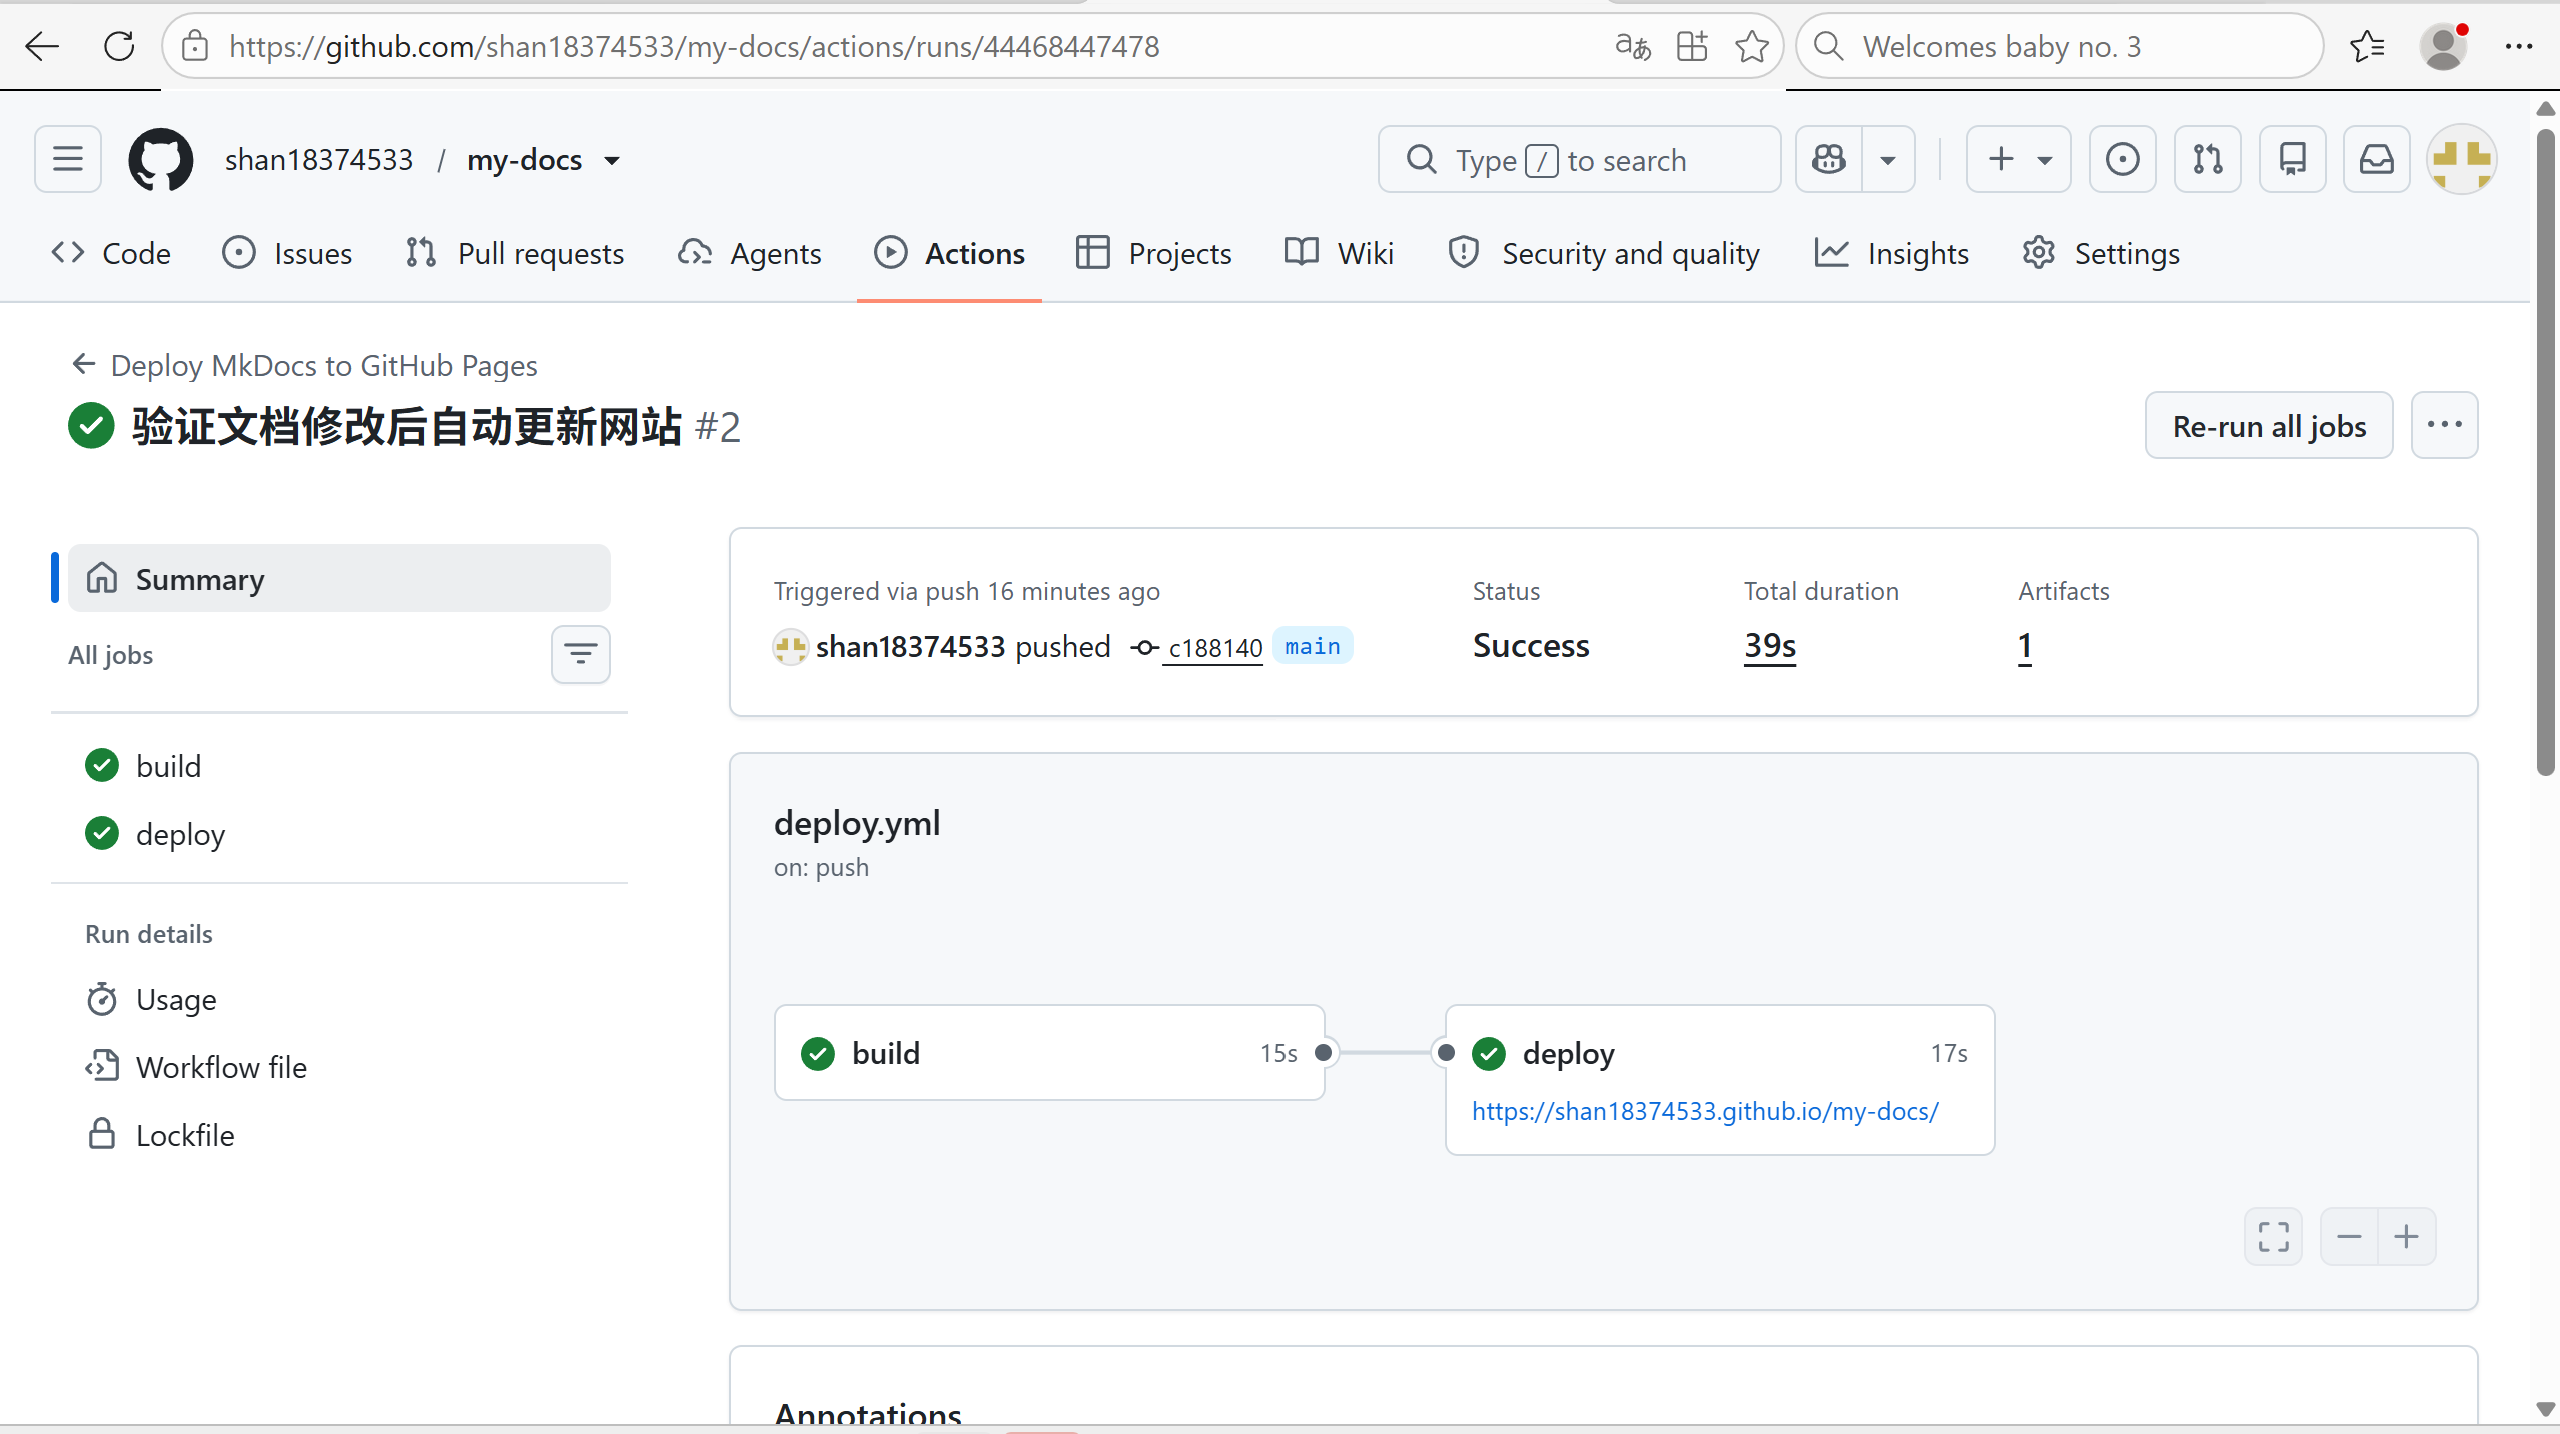 https://github.com/shan18374533/my-docs/actions/runs/44468447478
Welcomes baby no. 3
shan18374533 / my-docs
Type / to search
Code
Issues
Pull requests
Agents
Actions
Projects
Wiki
Security and quality
Insights
Settings
Deploy MkDocs to GitHub Pages
验证文档修改后自动更新网站 #2
Re-run all jobs
Summary
All jobs
build
deploy
Run details
Usage
Workflow file
Lockfile
Triggered via push 16 minutes ago
shan18374533 pushed c188140 main
Status
Success
Total duration
39s
Artifacts
1
deploy.yml
on: push
build 15s
deploy 17s
https://shan18374533.github.io/my-docs/
Annotations